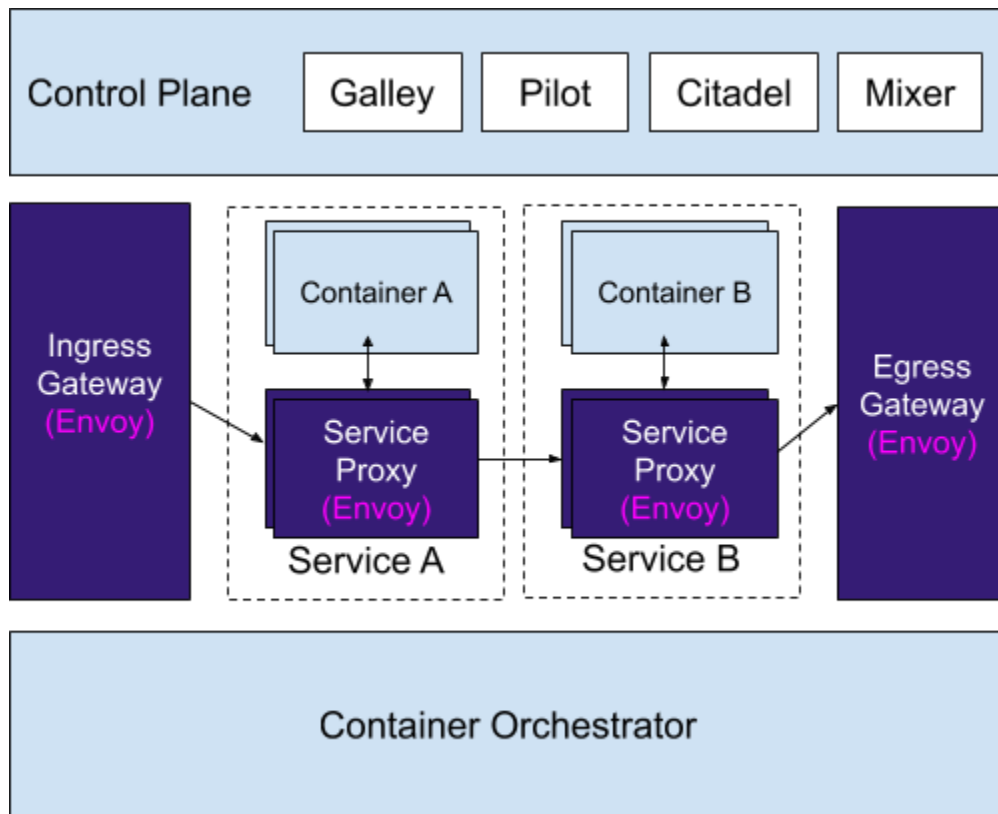 Control Plane
Galley
Pilot
Citadel
Mixer
Ingress
Gateway
(Envoy)
Container A
Service
Proxy
(Envoy)
Service A
Container B
Service
Proxy
(Envoy)
Service B
Egress
Gateway
(Envoy)
Container Orchestrator